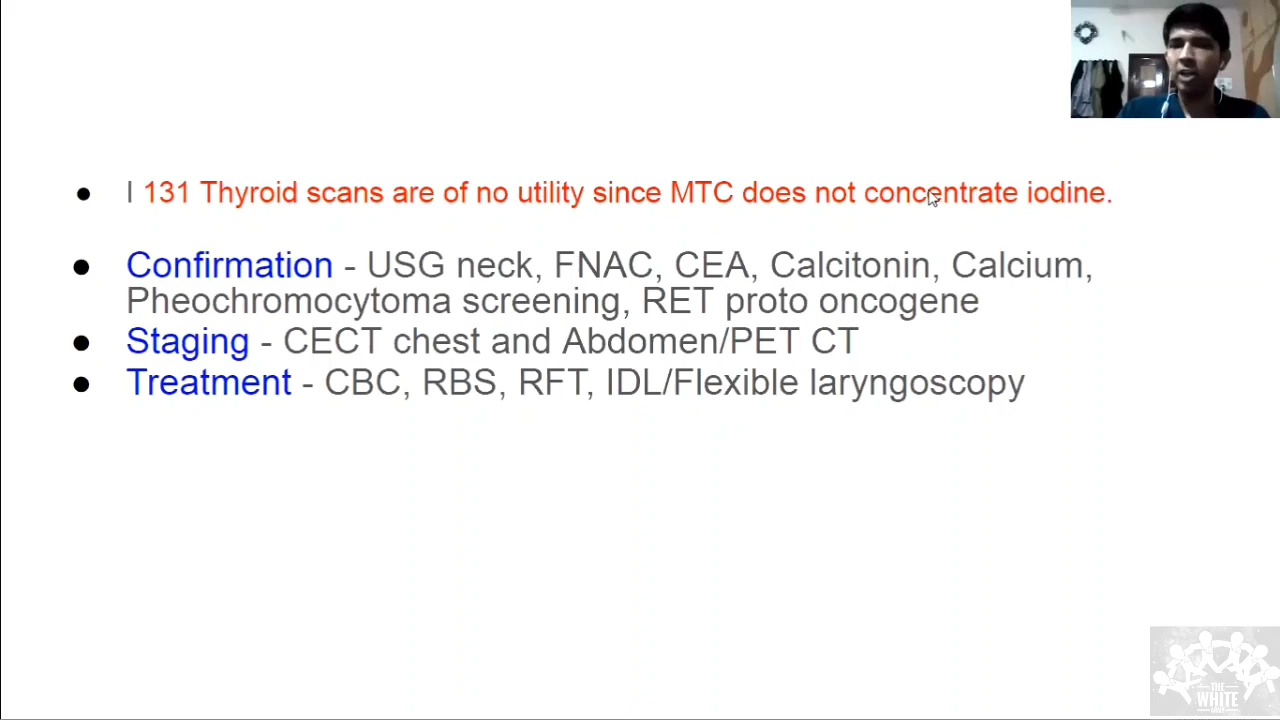 I 131 Thyroid scans are of no utility since MTC does not concentrate iodine.
Confirmation - USG neck, FNAC, CEA, Calcitonin, Calcium,
Pheochromocytoma screening, RET proto oncogene
Staging - CECT chest and Abdomen/PET CT
Treatment - CBC, RBS, RFT, IDL/Flexible laryngoscopy
THE
WHITE